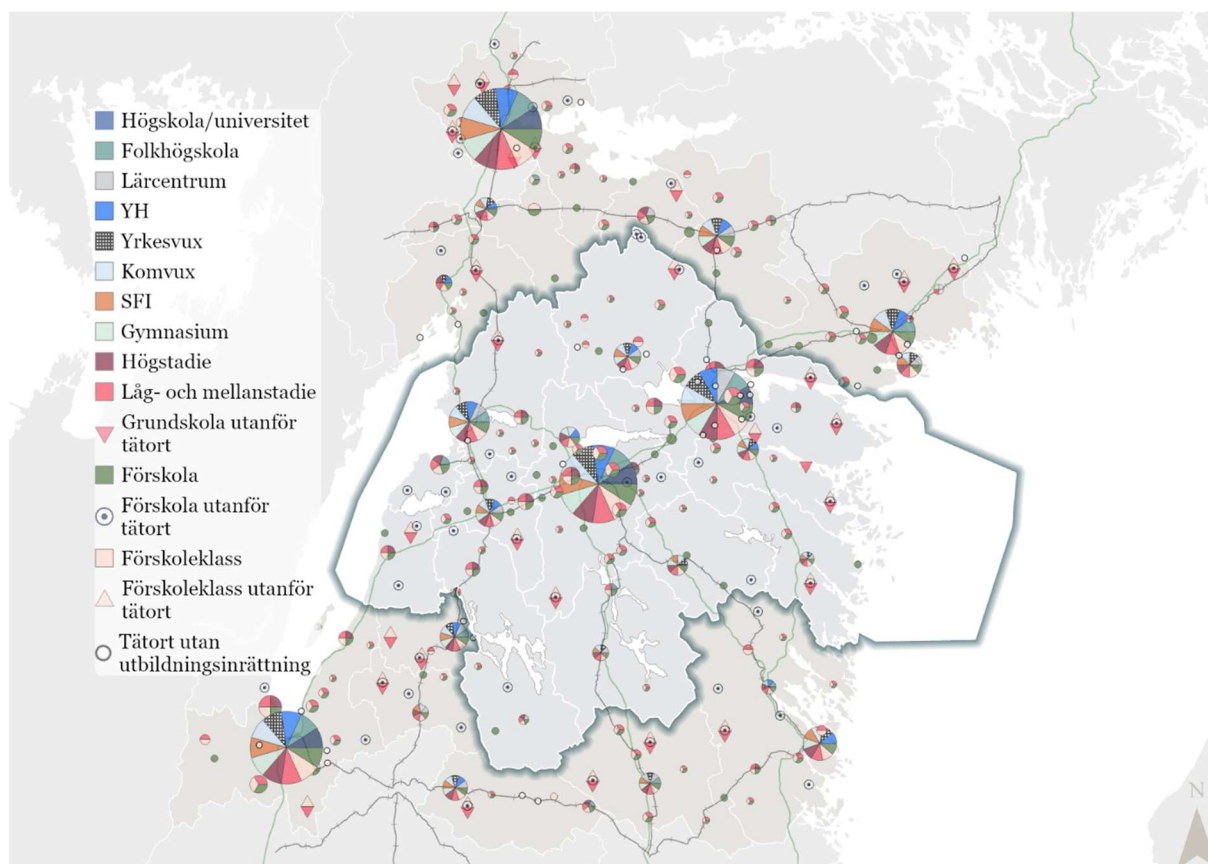 Högskola/universitet
Folkhögskola
Lärcentrum
YH
Yrkesvux
Komvux
SFI
Gymnasium
Högstadie
Låg- och mellanstadie
Grundskola utanför
tätort
Förskola
Förskola utanför
tätort
Förskoleklass
Förskoleklass utanför
tätort
Tätort utan
utbildningsinrättning
N